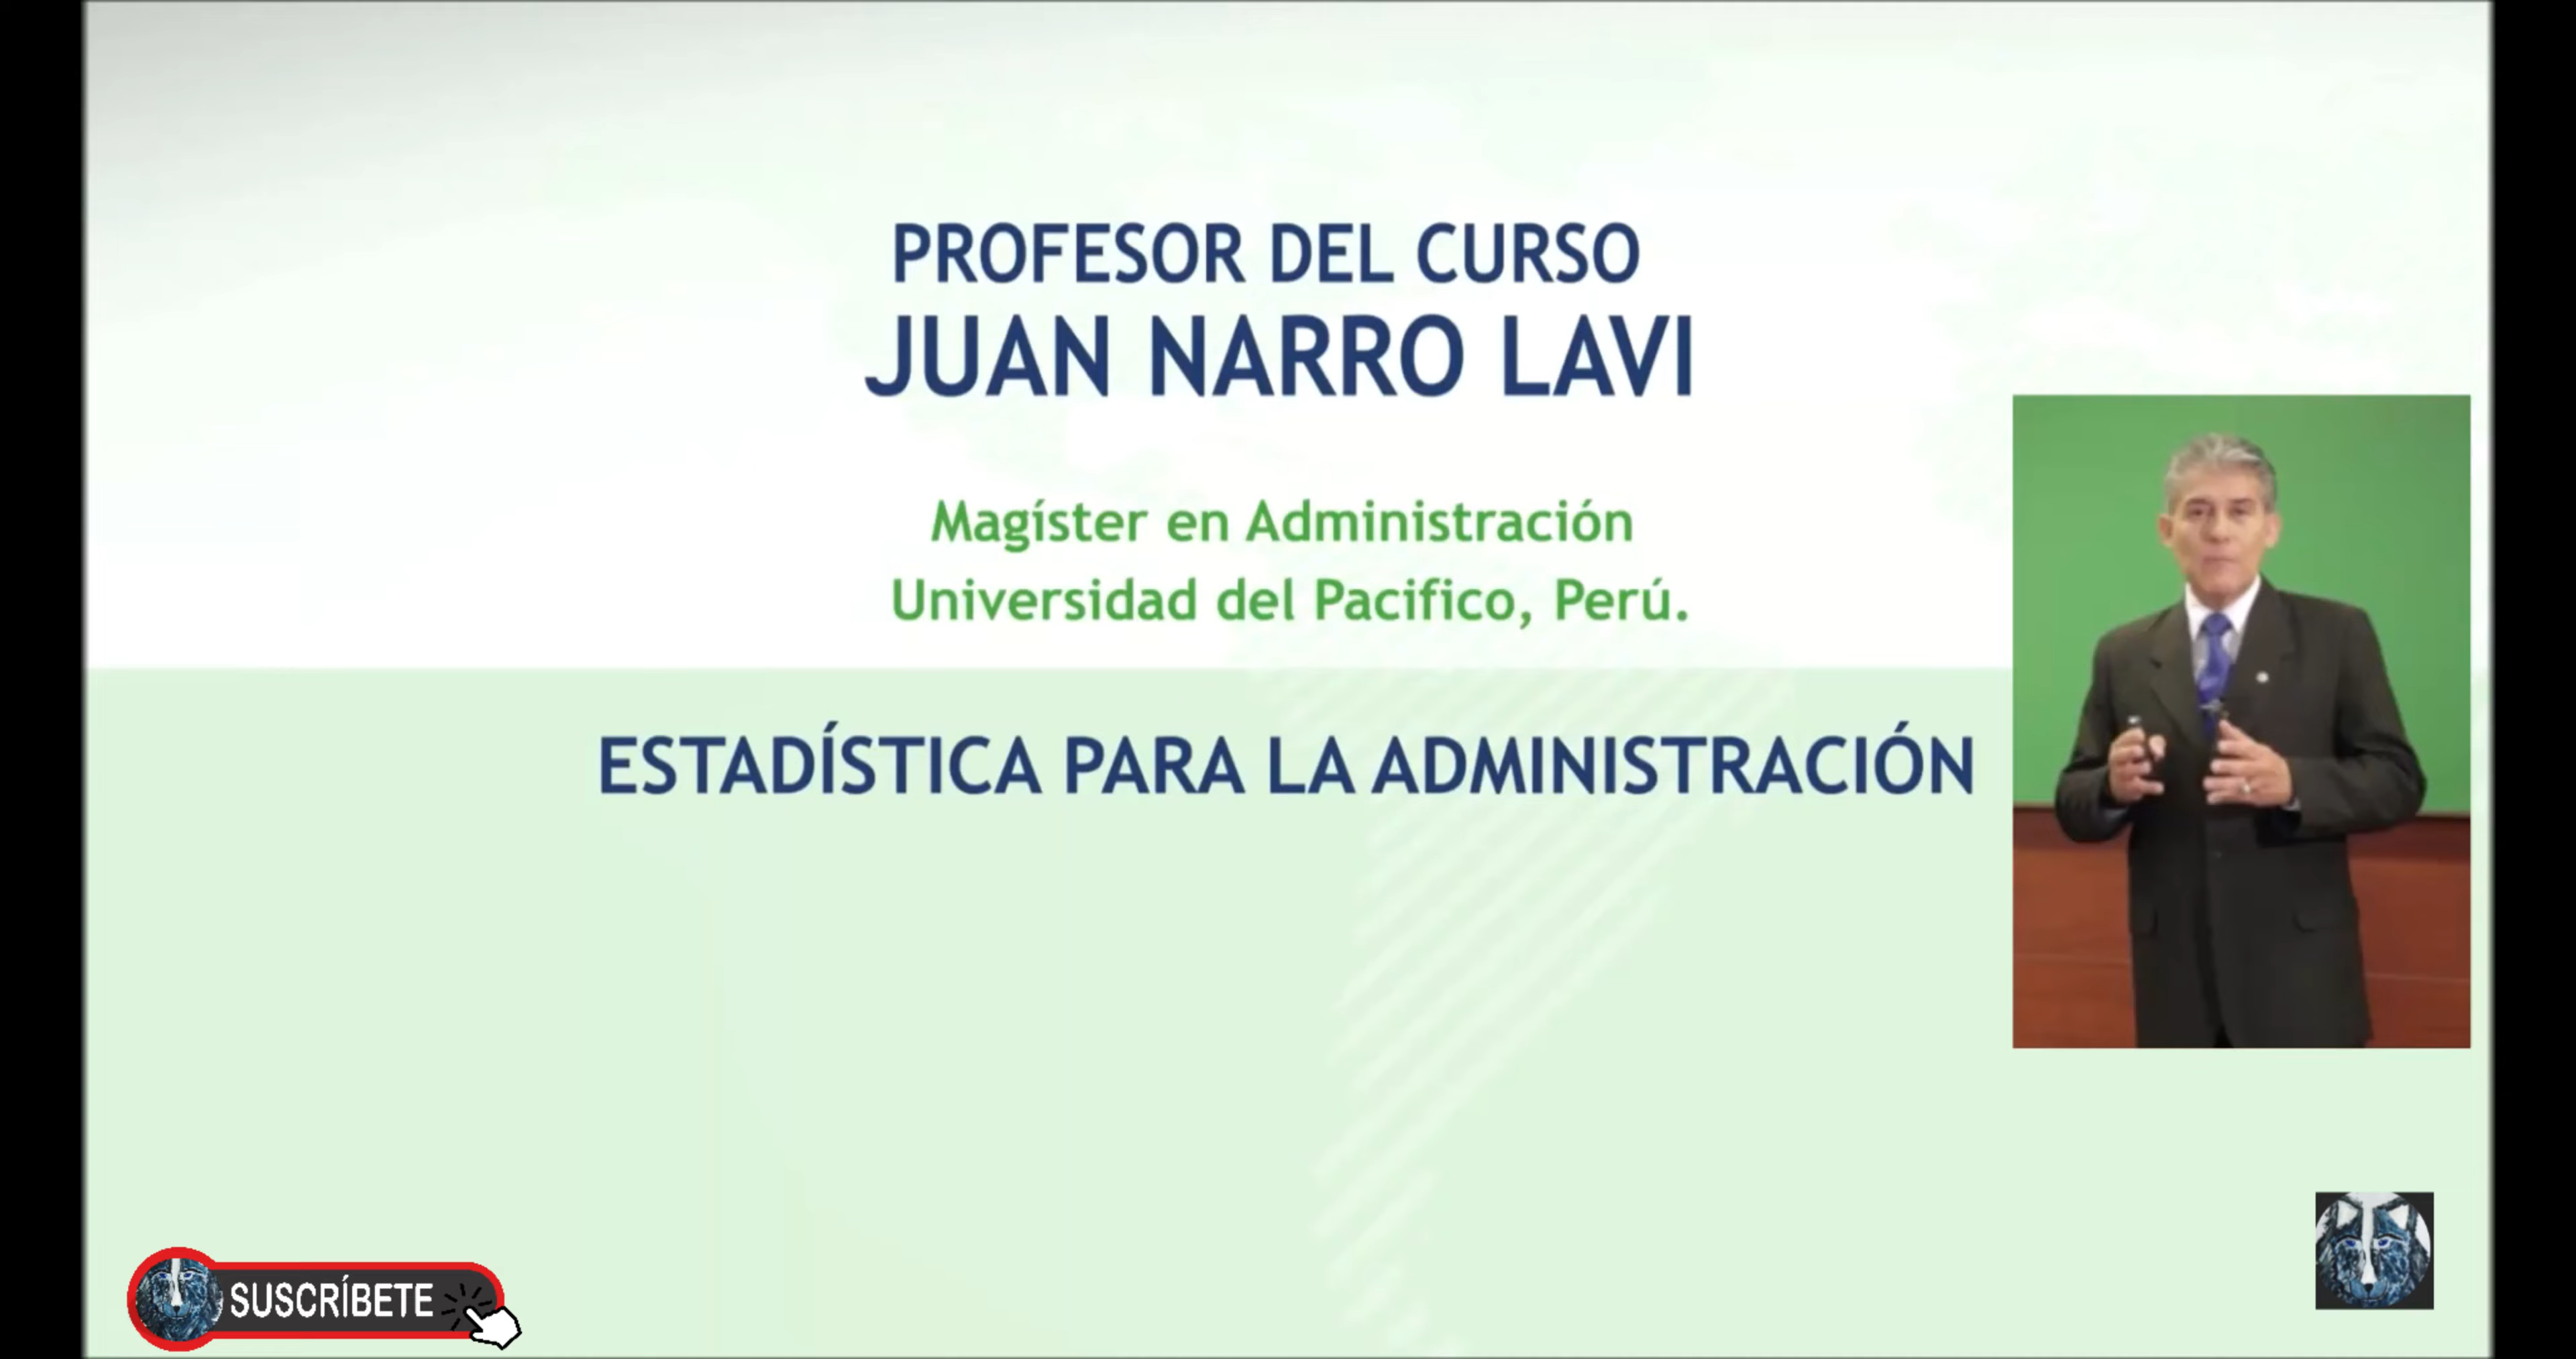 PROFESOR DEL CURSO
JUAN NARRO LAVI
Magíster en Administración
Universidad del Pacifico, Perú.
ESTADÍSTICA PARA LA ADMINISTRACIÓN
SUSCRÍBETE